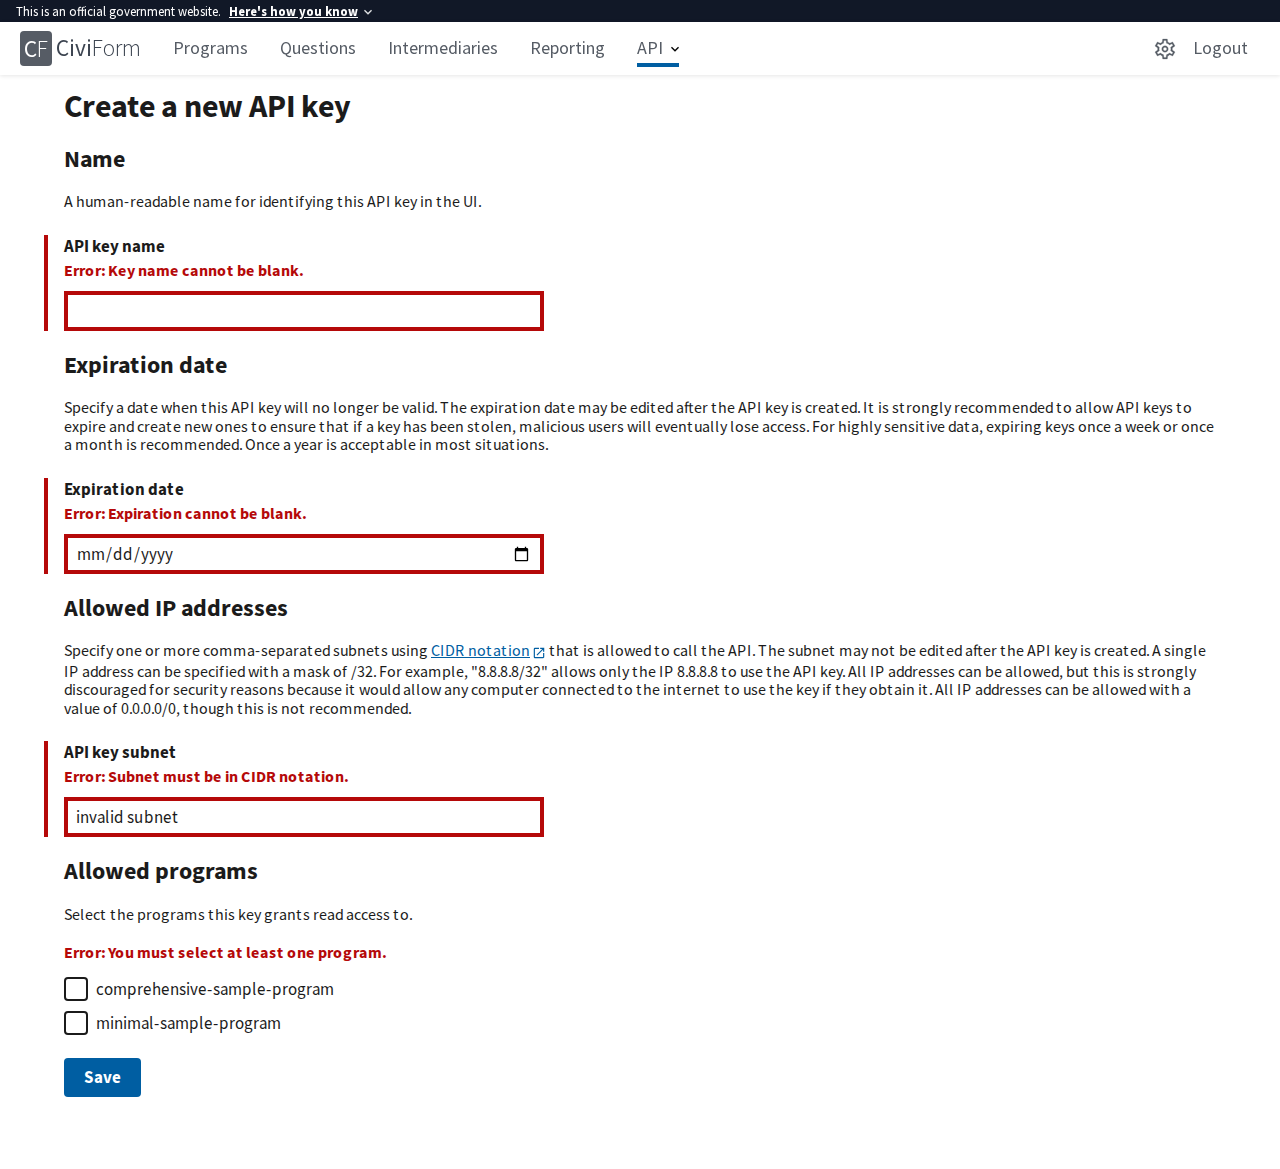 This is an official government website. Here's how you know
CF CiviForm Programs Questions Intermediaries Reporting API Logout
Create a new API key
Name
A human-readable name for identifying this API key in the UI.
API key name
Error: Key name cannot be blank.
Expiration date
Specify a date when this API key will no longer be valid. The expiration date may be edited after the API key is created. It is strongly recommended to allow API keys to
expire and create new ones to ensure that if a key has been stolen, malicious users will eventually lose access. For highly sensitive data, expiring keys once a week or once
a month is recommended. Once a year is acceptable in most situations.
Expiration date
Error: Expiration cannot be blank.
mm/dd/yyyy
Allowed IP addresses
Specify one or more comma-separated subnets using CIDR notation that is allowed to call the API. The subnet may not be edited after the API key is created. A single
IP address can be specified with a mask of /32. For example, "8.8.8.8/32" allows only the IP 8.8.8.8 to use the API key. All IP addresses can be allowed, but this is strongly
discouraged for security reasons because it would allow any computer connected to the internet to use the key if they obtain it. All IP addresses can be allowed with a
value of 0.0.0.0/0, though this is not recommended.
API key subnet
Error: Subnet must be in CIDR notation.
invalid subnet
Allowed programs
Select the programs this key grants read access to.
Error: You must select at least one program.
comprehensive-sample-program
minimal-sample-program
Save